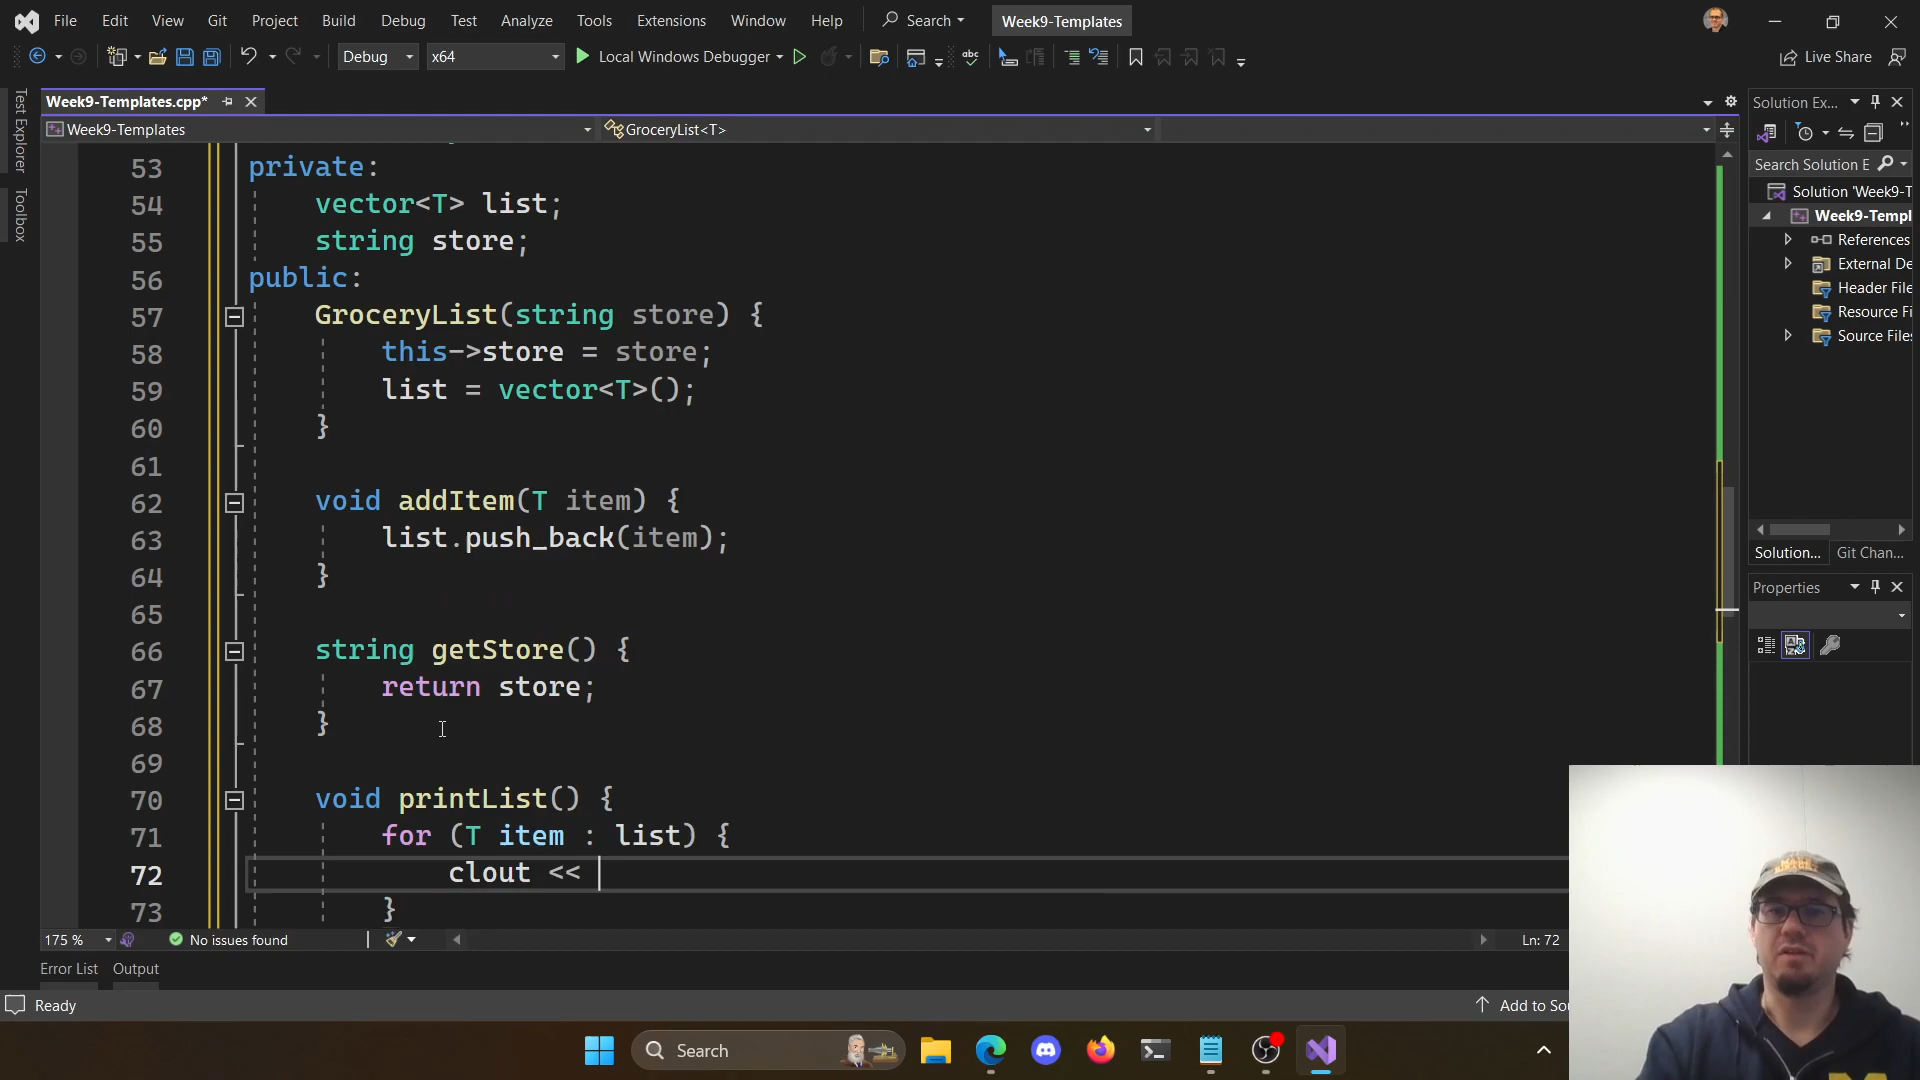 File Edit View Git Project Build Debug Test Analyze Tools Extensions Window Help Search Week9-Templates
Debug x64 Local Windows Debugger Live Share
Test Explorer
Toolbox
Week9-Templates.cpp*
Week9-Templates GroceryList<T>
53 private:
54 vector<T> list;
55 string store;
56 public:
57 GroceryList(string store) {
58 this->store = store;
59 list = vector<T>();
60 }
61
62 void addItem(T item) {
63 list.push_back(item);
64 }
65
66 string getStore() {
67 return store;
68 }
69
70 void printList() {
71 for (T item : list) {
72 clout <<
73 }
175 % No issues found Ln: 72
Error List Output
Ready Add to Sou
Solution Ex...
Search Solution E
Solution 'Week9-T
Week9-Templ
References
External De
Header File
Resource Fi
Source Files
Solution... Git Chan...
Properties
Search